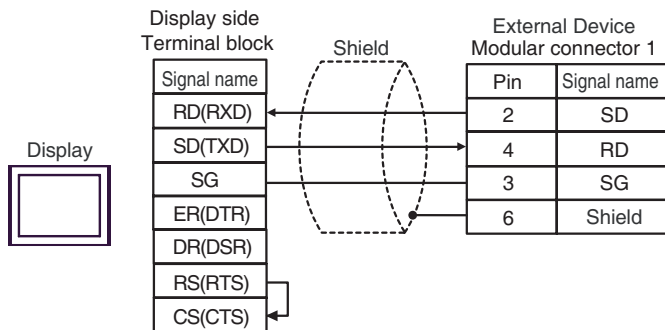 Display side
Terminal block
Shield
External Device
Modular connector 1
Signal name
Pin
Signal name
RD(RXD)
2
SD
SD(TXD)
4
RD
Display
SG
3
SG
ER(DTR)
6
Shield
DR(DSR)
RS(RTS)
CS(CTS)